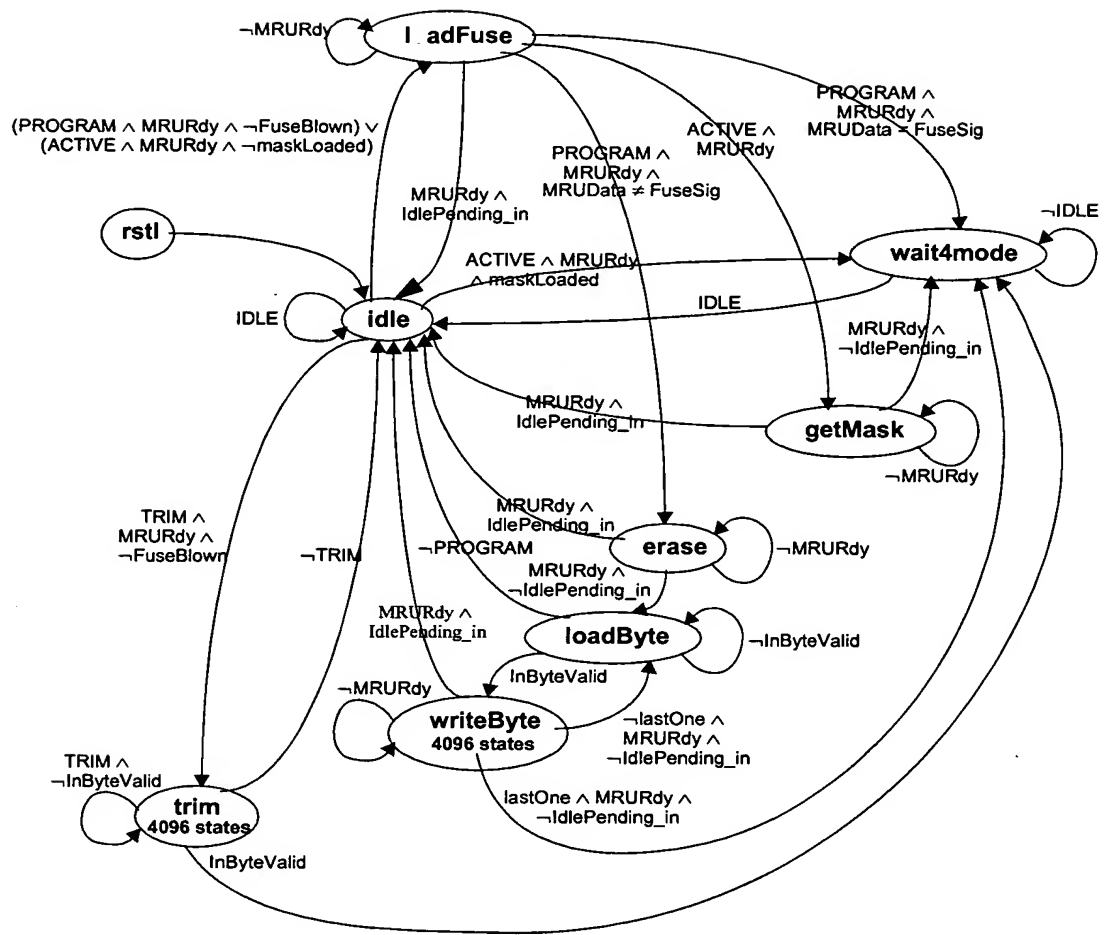 ¬MRURdy
l adFuse
(PROGRAM ∧ MRURdy ∧ ¬FuseBlown) ∨
(ACTIVE ∧ MRURdy ∧ ¬maskLoaded)
MRURdy ∧
IdlePending_in
PROGRAM ∧
MRURdy ∧
MRUData ≠ FuseSig
ACTIVE ∧
MRURdy
PROGRAM ∧
MRURdy ∧
MRUData = FuseSig
rstl
¬IDLE
wait4mode
ACTIVE ∧ MRURdy
∧ maskLoaded
IDLE
IDLE
idle
MRURdy ∧
¬IdlePending_in
MRURdy ∧
IdlePending_in
getMask
¬MRURdy
TRIM ∧
MRURdy ∧
¬FuseBlown
¬TRIM
MRURdy ∧
IdlePending_in
¬PROGRAM
erase
¬MRURdy
MRURdy ∧
¬IdlePending_in
MRURdy ∧
IdlePending_in
loadByte
¬InByteValid
InByteValid
¬MRURdy
writeByte
4096 states
¬lastOne ∧
MRURdy ∧
¬IdlePending_in
TRIM ∧
¬InByteValid
trim
4096 states
lastOne ∧ MRURdy ∧
¬IdlePending_in
InByteValid